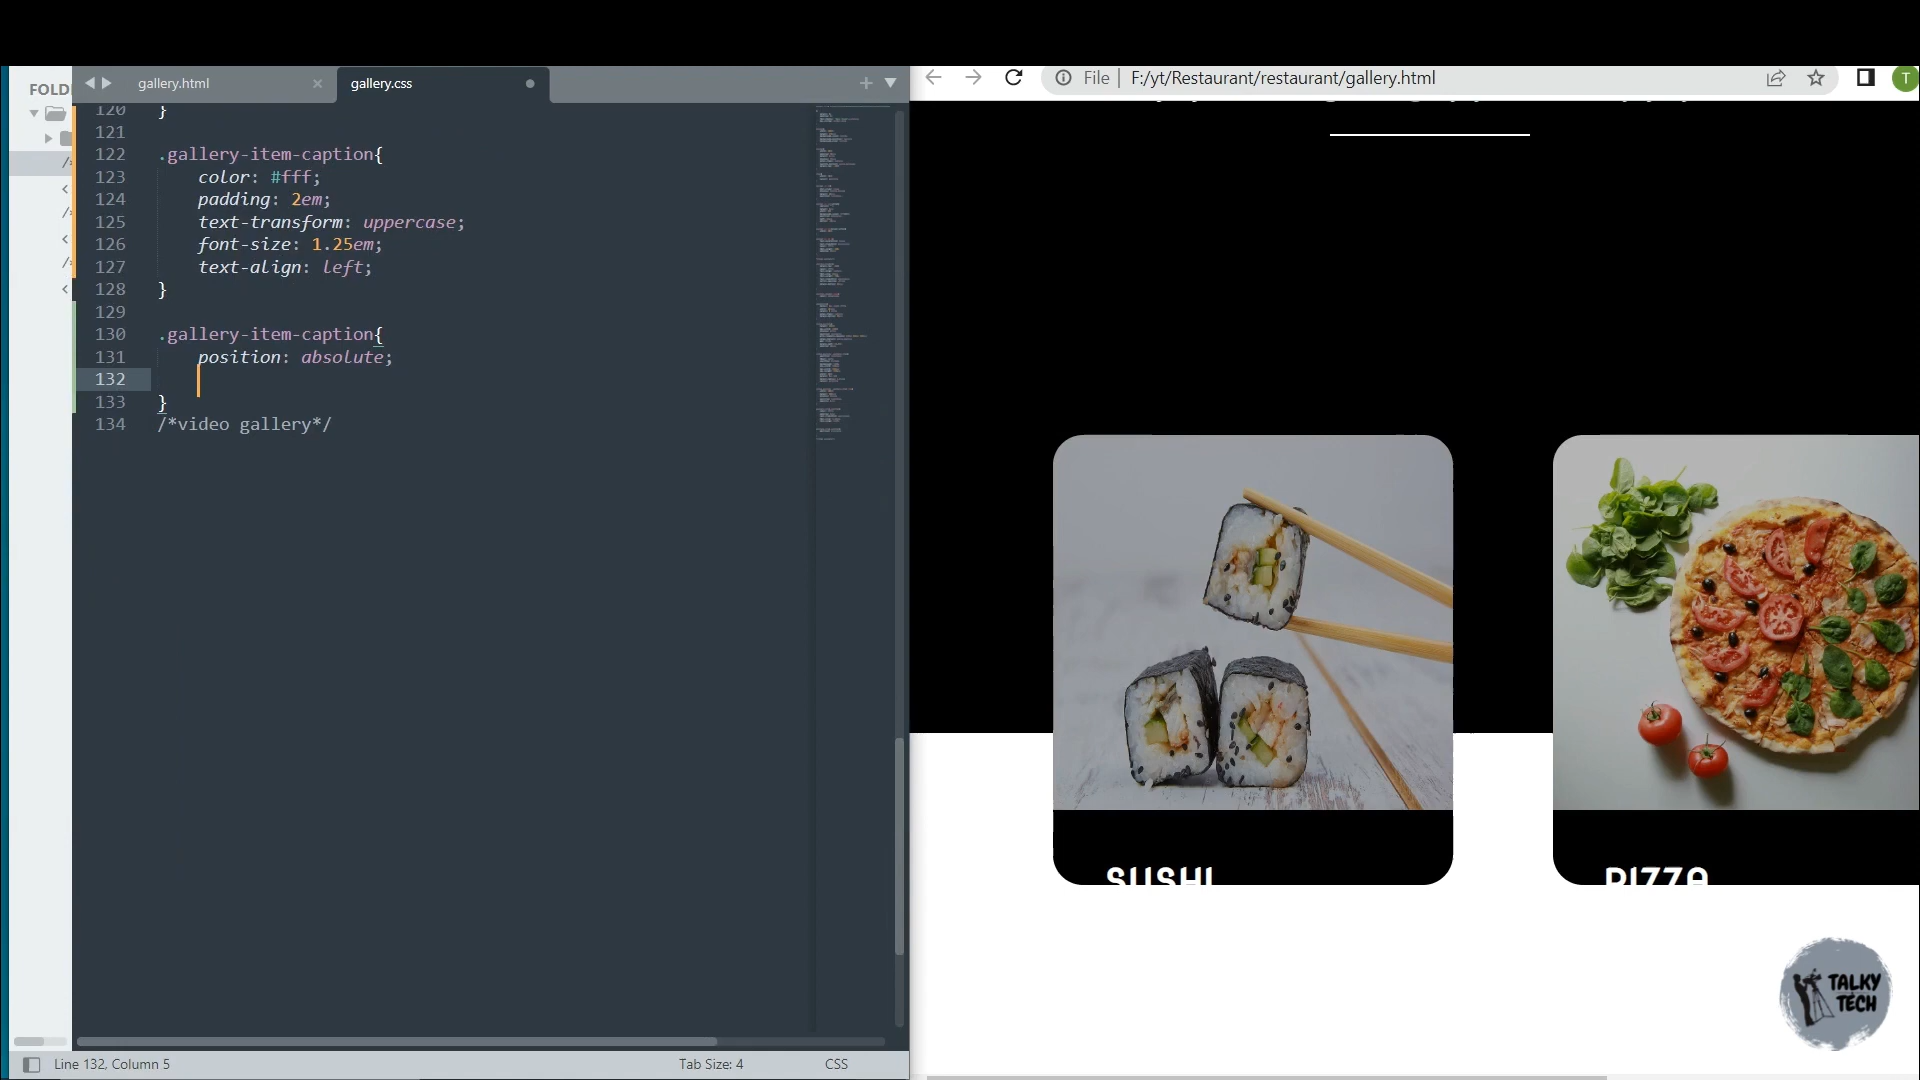 FOLD
gallery.html
gallery.css
File
F:/yt/Restaurant/restaurant/gallery.html
T
120 }
121
122 .gallery-item-caption{
123 color: #fff;
124 padding: 2em;
125 text-transform: uppercase;
126 font-size: 1.25em;
127 text-align: left;
128 }
129
130 .gallery-item-caption{
131 position: absolute;
132
133 }
134 /*video gallery*/
SUSHI
PIZZA
TALKY
TECH
Line 132, Column 5
Tab Size: 4
CSS